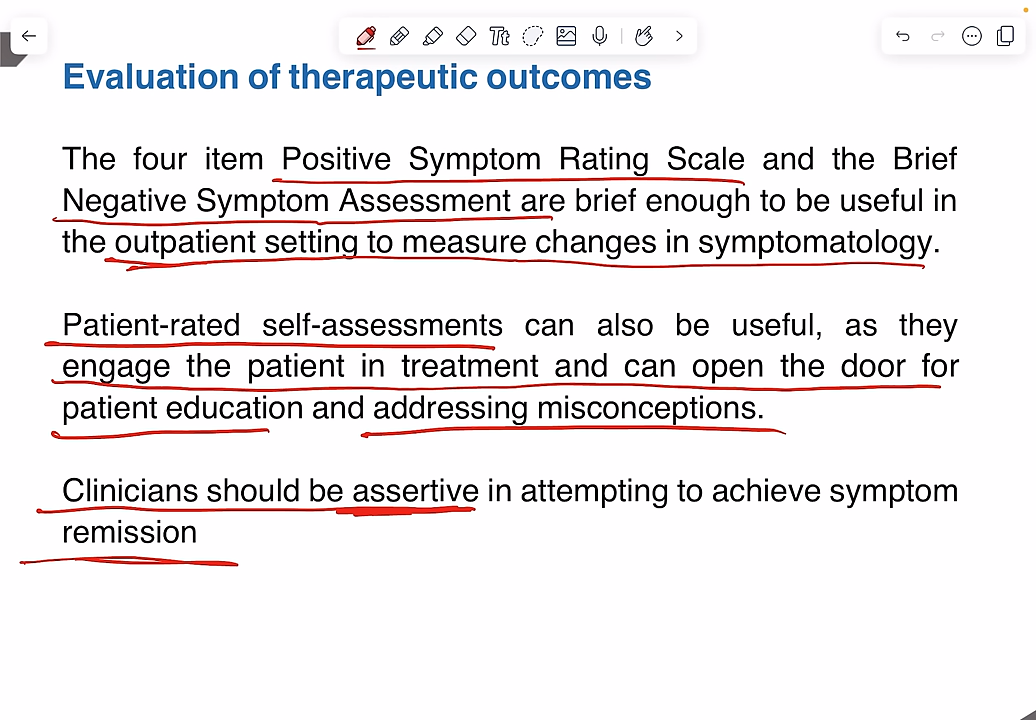 Tt
Evaluation of therapeutic outcomes
The four item Positive Symptom Rating Scale and the Brief
Negative Symptom Assessment are brief enough to be useful in
the outpatient setting to measure changes in symptomatology.
Patient-rated self-assessments can also be useful, as they
engage the patient in treatment and can open the door for
patient education and addressing misconceptions.
Clinicians should be assertive in attempting to achieve symptom
remission